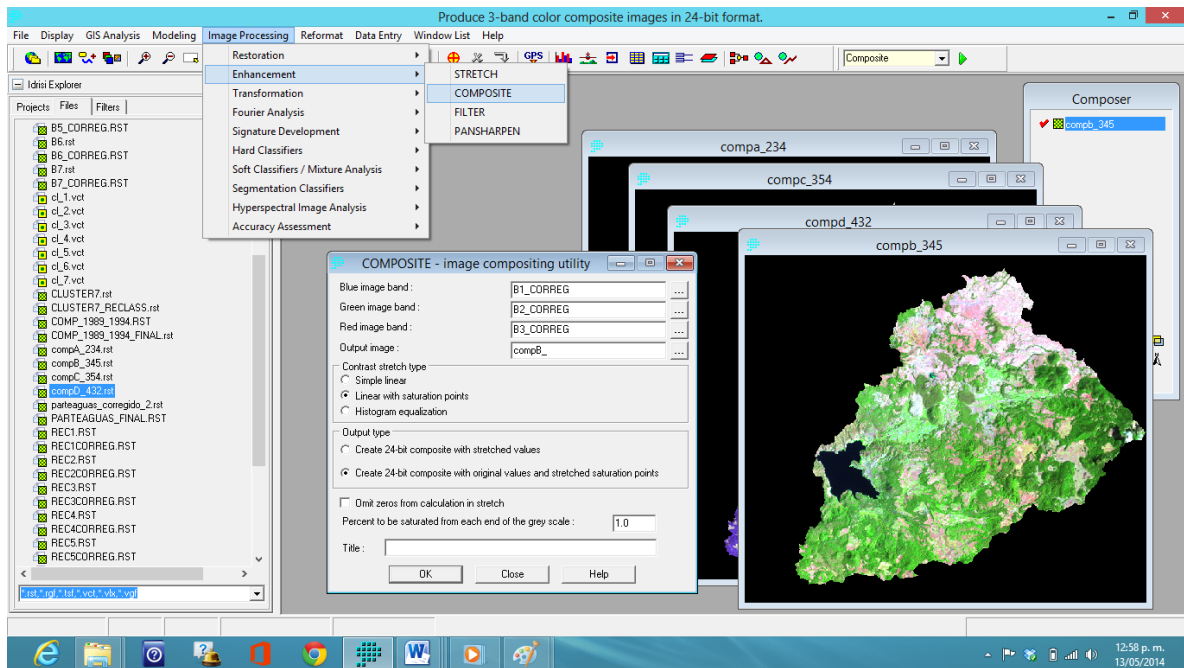 Produce 3-band color composite images in 24-bit format.
File Display GIS Analysis Modeling Image Processing Reformat Data Entry Window List Help
GPS
Composite
Restoration
Enhancement
Transformation
Fourier Analysis
Signature Development
Hard Classifiers
Soft Classifiers / Mixture Analysis
Segmentation Classifiers
Hyperspectral Image Analysis
Accuracy Assessment
STRETCH
COMPOSITE
FILTER
PANSHARPEN
Idrisi Explorer
Projects Files Filters
B5_CORREG.RST
B6.rst
B6_CORREG.RST
B7.rst
B7_CORREG.RST
cl_1.vct
cl_2.vct
cl_3.vct
cl_4.vct
cl_5.vct
cl_6.vct
cl_7.vct
CLUSTER7.rst
CLUSTER7_RECLASS.rst
COMP_1989_1994.RST
COMP_1989_1994_FINAL.rst
compA_234.rst
compB_345.rst
compC_354.rst
compD_432.rst
parteaguas_corregido_2.rst
PARTEAGUAS_FINAL.RST
REC1.RST
REC1CORREG.RST
REC2.RST
REC2CORREG.RST
REC3.RST
REC3CORREG.RST
REC4.RST
REC4CORREG.RST
REC5.RST
REC5CORREG.RST
*.rst,*.rgf,*.tsf,*.vct,*.vlx,*.vgf
Composer
compb_345
compa_234
compc_354
compd_432
compb_345
COMPOSITE - image compositing utility
Blue image band : B1_CORREG ...
Green image band : B2_CORREG ...
Red image band : B3_CORREG ...
Output image : compB_ ...
Contrast stretch type
Simple linear
Linear with saturation points
Histogram equalization
Output type
Create 24-bit composite with stretched values
Create 24-bit composite with original values and stretched saturation points
Omit zeros from calculation in stretch
Percent to be saturated from each end of the grey scale : 1.0
Title :
OK Close Help
12:58 p. m.
13/05/2014